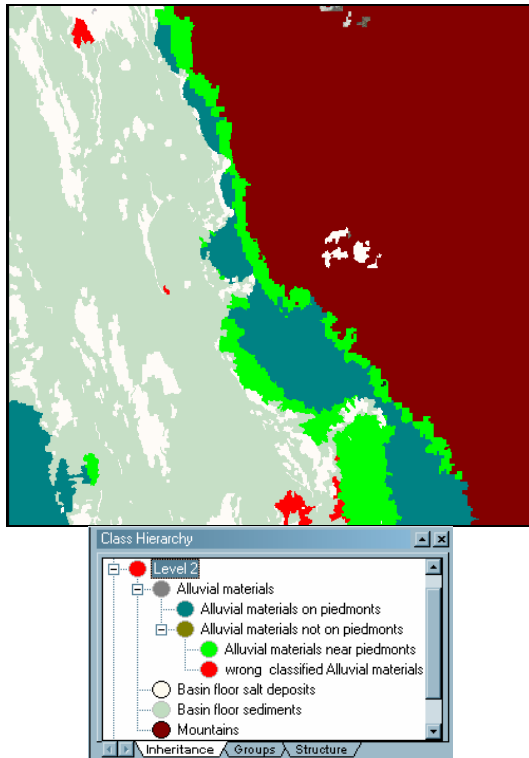 Class Hierarchy
Level 2
Alluvial materials
Alluvial materials on piedmonts
Alluvial materials not on piedmonts
Alluvial materials near piedmonts
wrong classified Alluvial materials
Basin floor salt deposits
Basin floor sediments
Mountains
Inheritance Groups Structure